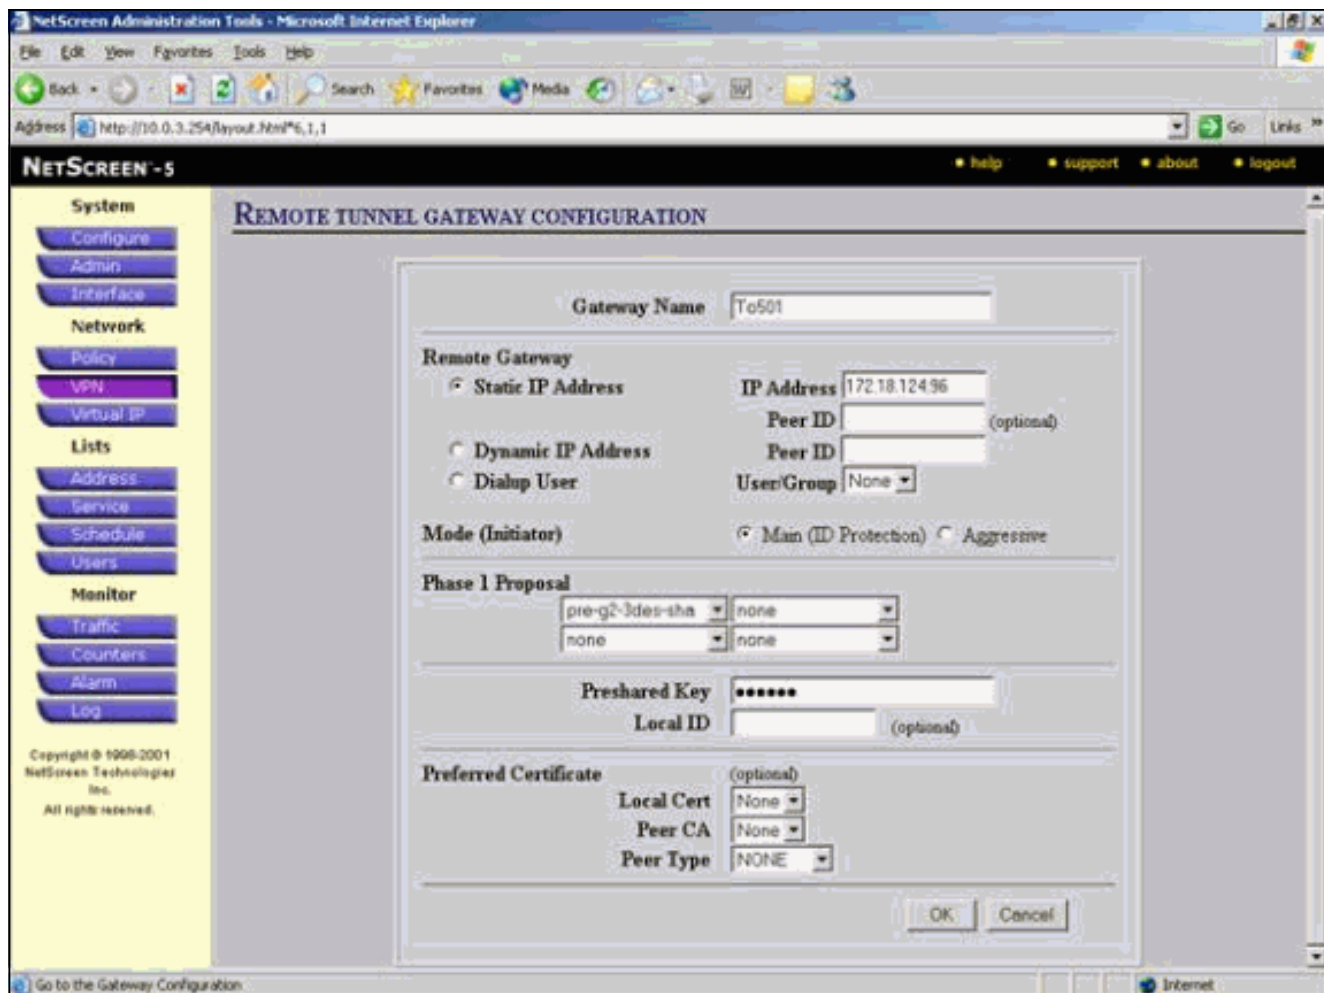 NetScreen Administration Tools - Microsoft Internet Explorer
File Edit View Favorites Tools Help
Back Search Favorites Media
Address http://10.0.3.254/layout.html*6,1,1 Go Links »
NETSCREEN-5 help support about logout
System
Configure
Admin
Interface
Network
Policy
VPN
Virtual IP
Lists
Address
Service
Schedule
Users
Monitor
Traffic
Counters
Alarm
Log
Copyright © 1998-2001
NetScreen Technologies
Inc.
All rights reserved.
REMOTE TUNNEL GATEWAY CONFIGURATION
Gateway Name To501
Remote Gateway
Static IP Address IP Address 172.18.124.96
Peer ID (optional)
Dynamic IP Address Peer ID
Dialup User User/Group None
Mode (Initiator) Main (ID Protection) Aggressive
Phase 1 Proposal
pre-g2-3des-sha none
none none
Preshared Key ••••••
Local ID (optional)
Preferred Certificate (optional)
Local Cert None
Peer CA None
Peer Type NONE
OK Cancel
Go to the Gateway Configuration Internet